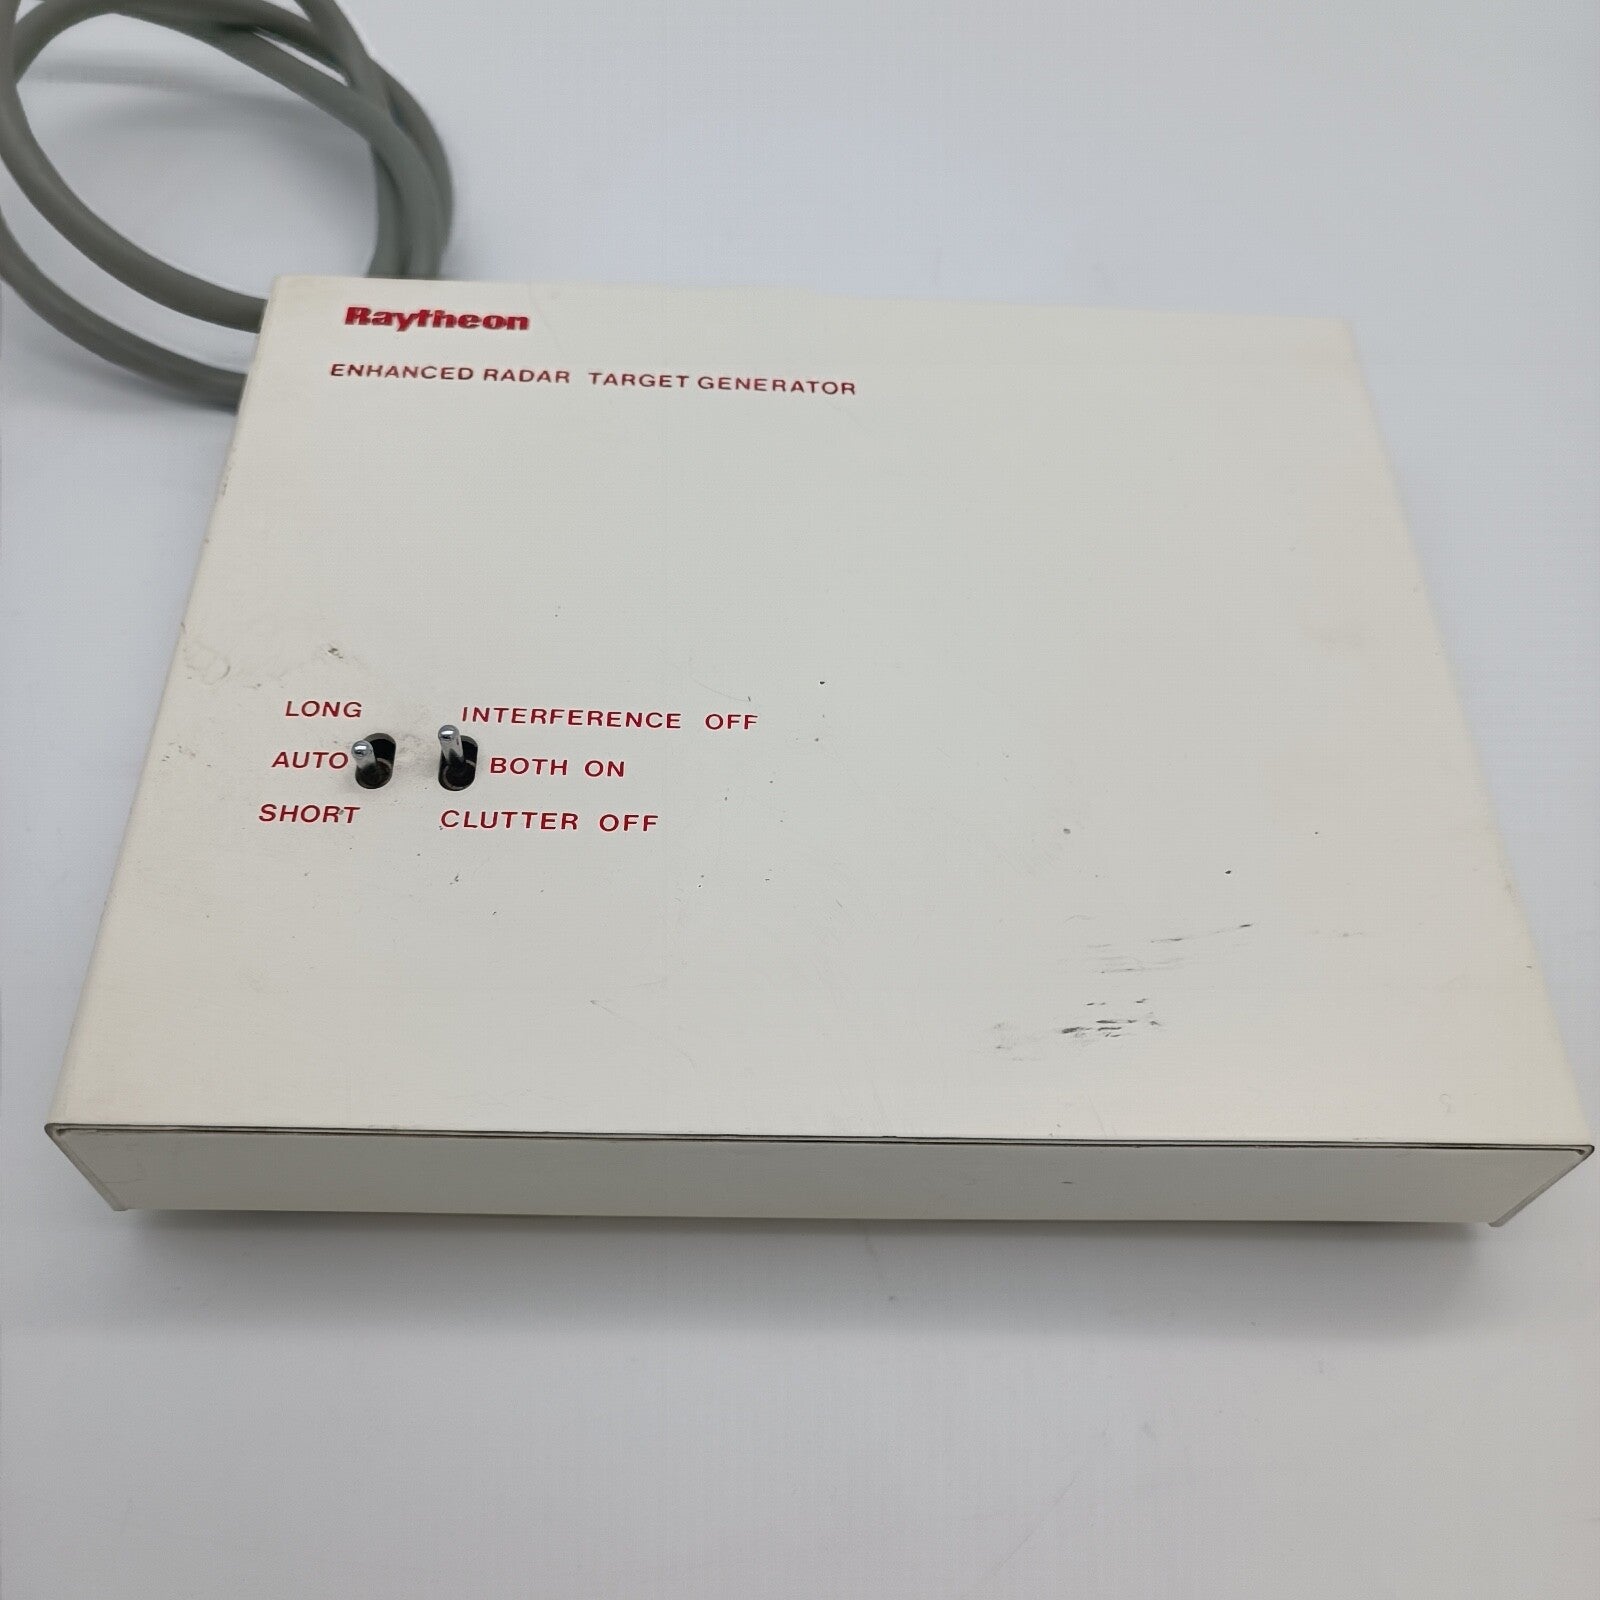 Raytheon
ENHANCED RADAR TARGET GENERATOR
LONG INTERFERENCE OFF
AUTO BOTH ON
SHORT CLUTTER OFF